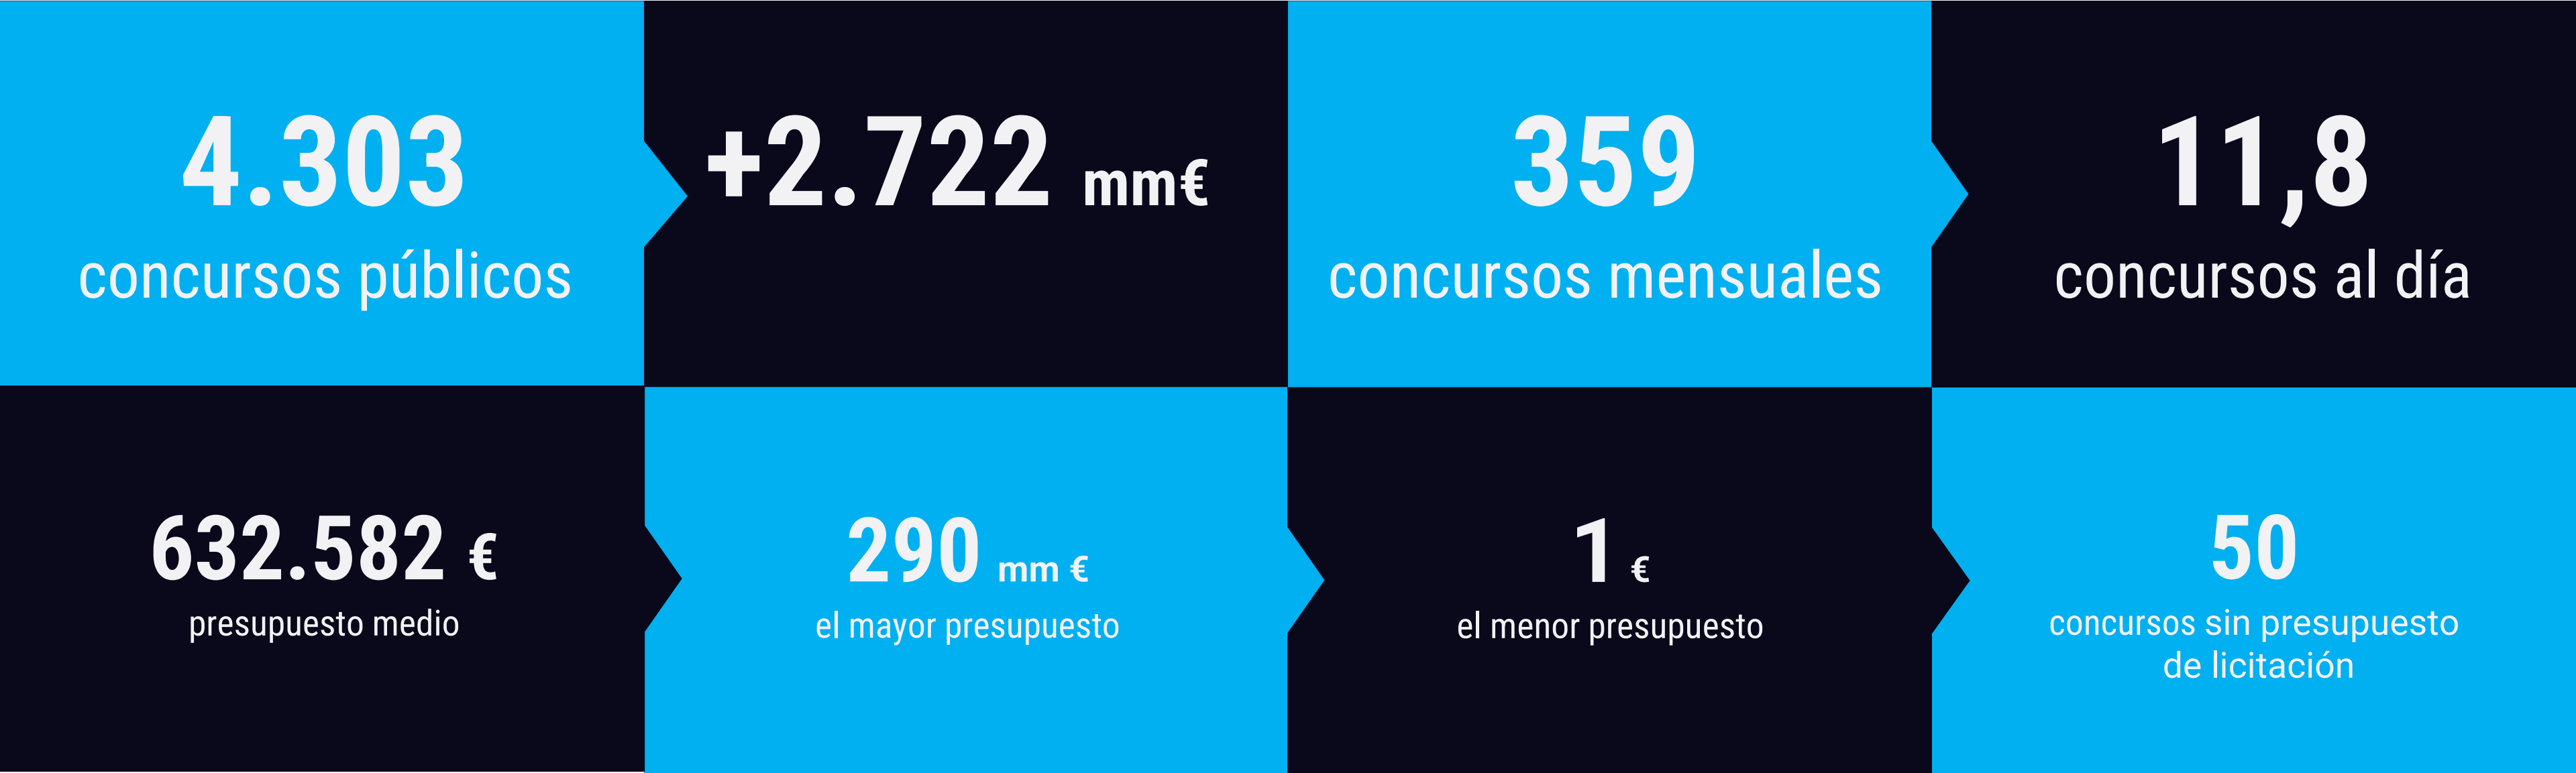 4.303
concursos públicos
+2.722 mm€
359
concursos mensuales
11,8
concursos al día
632.582 €
presupuesto medio
290 mm €
el mayor presupuesto
1 €
el menor presupuesto
50
concursos sin presupuesto
de licitación